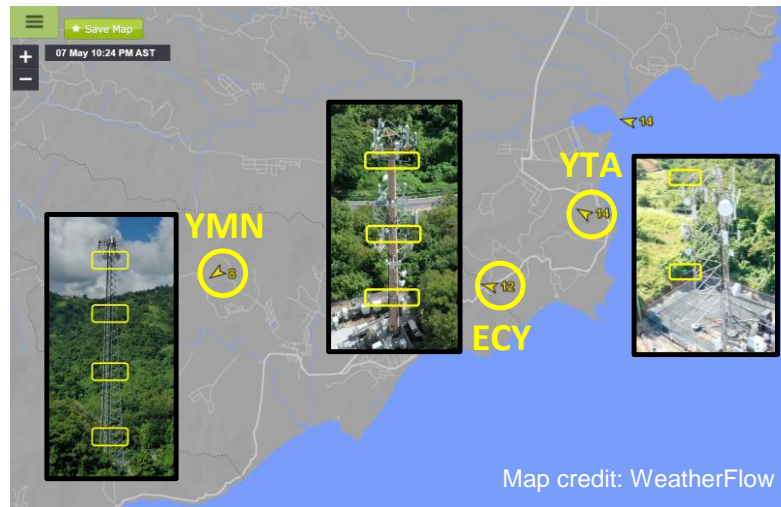 ★ Save Map
+
07 May 10:24 PM AST
−
14
YTA
14
YMN
8
12
ECY
Map credit: WeatherFlow